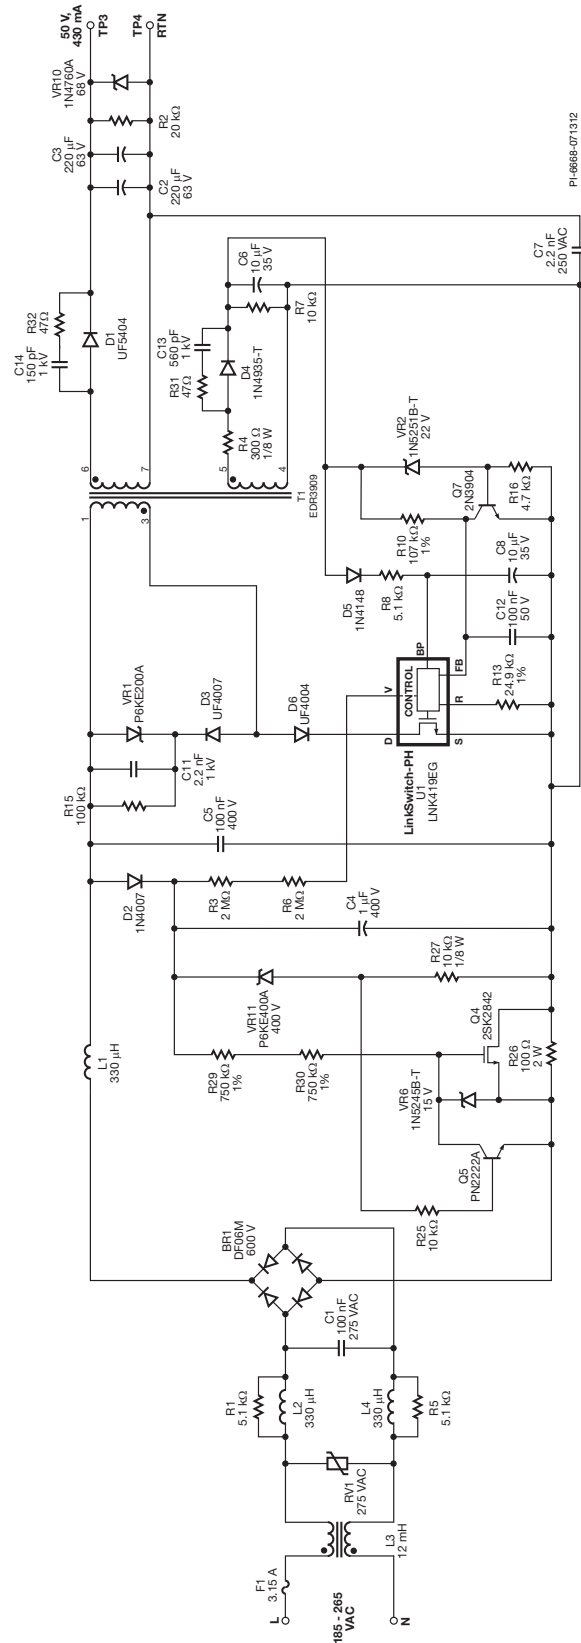 L
N
185 - 265
VAC
F1
3.15 A
L3
12 mH
RV1
275 VAC
R1
5.1 kΩ
L2
330 µH
L4
330 µH
R5
5.1 kΩ
C1
100 nF
275 VAC
BR1
DF06M
600 V
L1
330 µH
R25
10 kΩ
Q5
PN2222A
VR6
1N5245B-T
15 V
R26
100 Ω
2 W
Q4
2SK2842
R29
750 kΩ
1%
R30
750 kΩ
1%
VR11
P6KE400A
400 V
R27
10 kΩ
1/8 W
C4
1 µF
400 V
D2
1N4007
R3
2 MΩ
R6
2 MΩ
C5
100 nF
400 V
R15
100 kΩ
C11
2.2 nF
1 kV
VR1
P6KE200A
D3
UF4007
D6
UF4004
LinkSwitch-PH
U1
LNK419EG
D
V
CONTROL
BP
S
R
FB
R13
24.9 kΩ
1%
C12
100 nF
50 V
C8
10 µF
35 V
D5
1N4148
R8
5.1 kΩ
R10
107 kΩ
1%
Q7
2N3904
R16
4.7 kΩ
VR2
1N5251B-T
22 V
1
3
6
7
5
4
T1
EDR3909
R4
300 Ω
1/8 W
R31
47Ω
C13
560 pF
1 kV
D4
1N4935-T
R7
10 kΩ
C6
10 µF
35 V
C14
150 pF
1 kV
R32
47Ω
D1
UF5404
C7
2.2 nF
250 VAC
C2
220 µF
63 V
C3
220 µF
63 V
R2
20 kΩ
VR10
1N4760A
68 V
50 V,
430 mA
TP3
TP4
RTN
PI-6668-071312